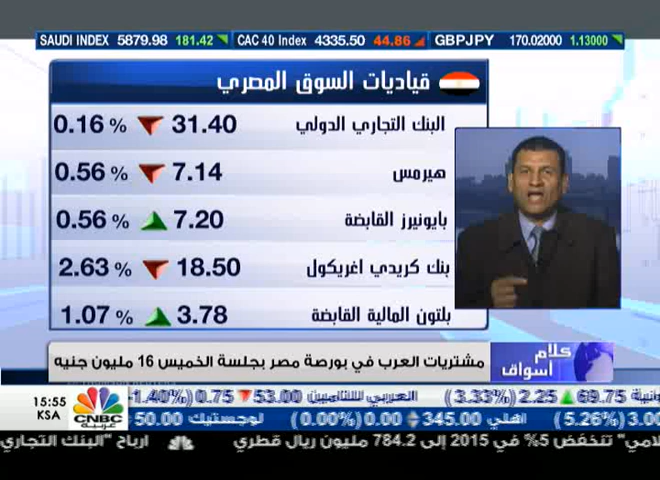 SAUDI INDEX 5879.98 181.42 CAC 40 Index 4335.50 44.86 GBPJPY 170.02000 1.13000
قياديات السوق المصري
البنك التجاري الدولي 31.40 0.16 %
هيرمس 7.14 0.56 %
بايونيرز القابضة 7.20 0.56 %
بنك كريدي اغريكول 18.50 2.63 %
بلتون المالية القابضة 3.78 1.07 %
كلام أسواق
مشتريات العرب في بورصة مصر بجلسة الخميس 16 مليون جنيه
69.75 2.25 (3.33%) العربي للتامين 53.00 0.75 -1.40%)
3.00 (5.26%) اهلي 345.00 0.00 (0.00%) لوجستيك 50.00
15:55
KSA
CNBC
عربية
لامي" تنخفض 5% في 2015 إلى 784.2 مليون ريال قطري ارباح "البنك التجاري